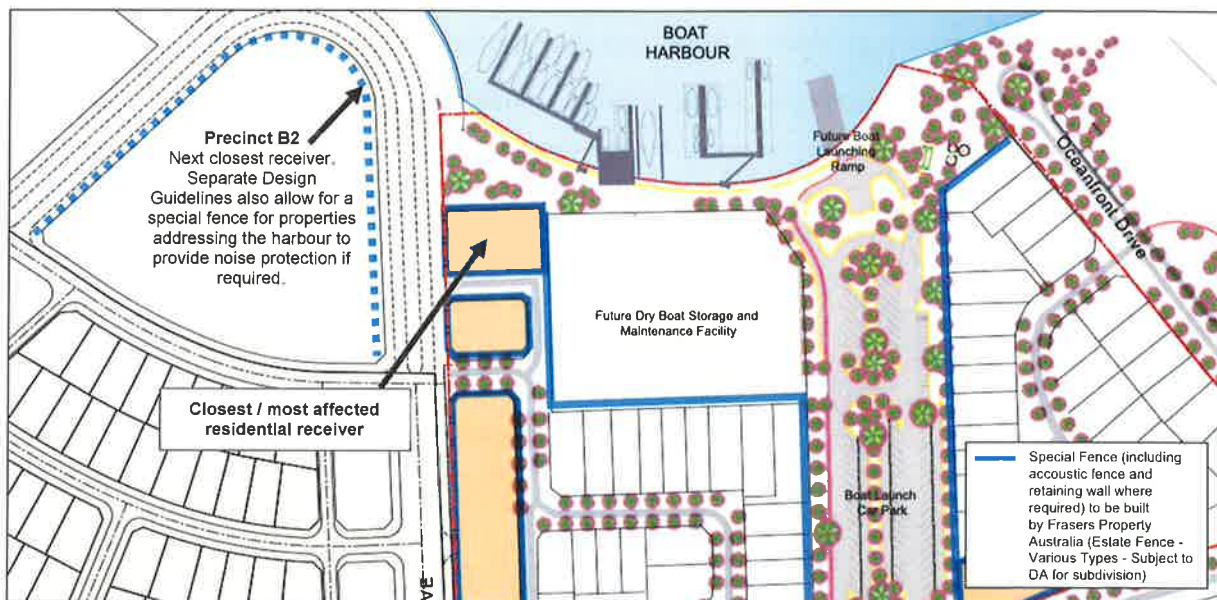 BOAT
HARBOUR
Precinct B2
Next closest receiver.
Separate Design
Guidelines also allow for a
special fence for properties
addressing the harbour to
provide noise protection if
required.
Future Boat
Launching
Ramp
Oceanfront Drive
Future Dry Boat Storage and
Maintenance Facility
Closest / most affected
residential receiver
Boat Launch
Car Park
Special Fence (including
accoustic fence and
retaining wall where
required) to be built
by Frasers Property
Australia (Estate Fence -
Various Types - Subject to
DA for subdivision)